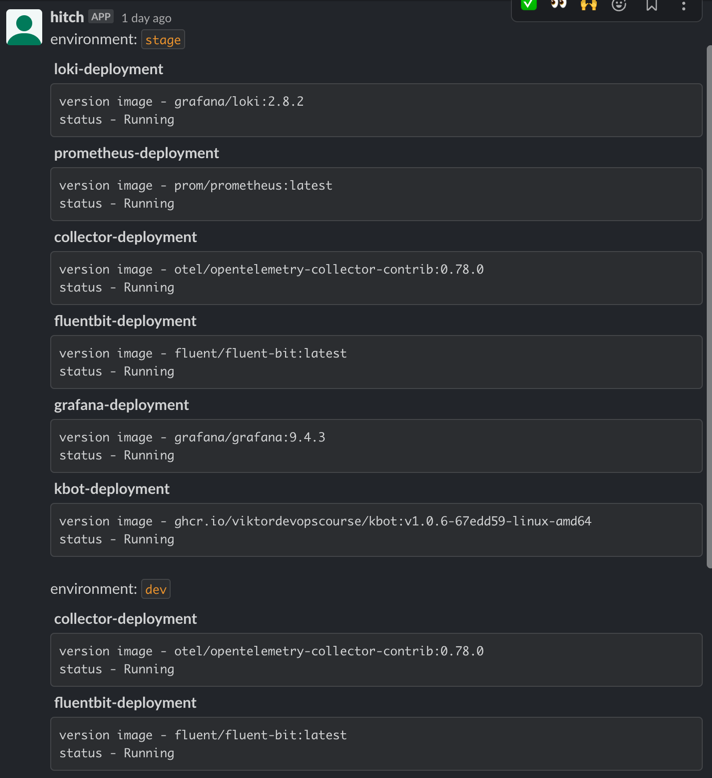 hitch APP 1 day ago
environment: stage
loki-deployment
version image - grafana/loki:2.8.2
status - Running
prometheus-deployment
version image - prom/prometheus:latest
status - Running
collector-deployment
version image - otel/opentelemetry-collector-contrib:0.78.0
status - Running
fluentbit-deployment
version image - fluent/fluent-bit:latest
status - Running
grafana-deployment
version image - grafana/grafana:9.4.3
status - Running
kbot-deployment
version image - ghcr.io/viktordevopscourse/kbot:v1.0.6-67edd59-linux-amd64
status - Running
environment: dev
collector-deployment
version image - otel/opentelemetry-collector-contrib:0.78.0
status - Running
fluentbit-deployment
version image - fluent/fluent-bit:latest
status - Running